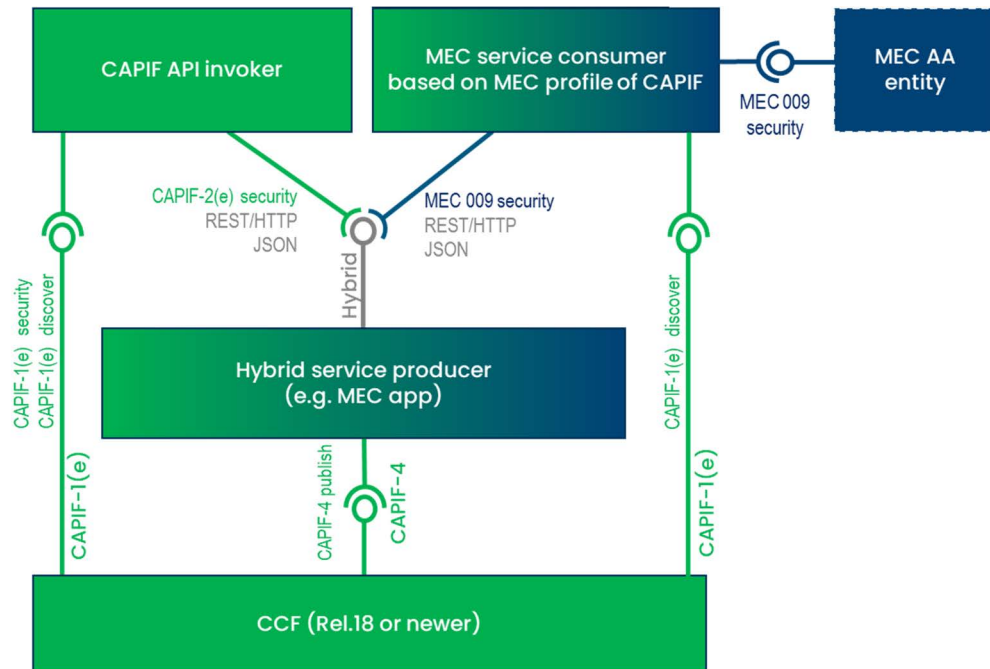 CAPIF API invoker
MEC service consumer
based on MEC profile of CAPIF
MEC AA
entity
MEC 009
security
CAPIF-2(e) security
REST/HTTP
JSON
MEC 009 security
REST/HTTP
JSON
Hybrid
CAPIF-1(e) security
CAPIF-1(e) discover
CAPIF-1(e)
Hybrid service producer
(e.g. MEC app)
CAPIF-4 publish
CAPIF-4
CAPIF-1(e) discover
CAPIF-1(e)
CCF (Rel.18 or newer)